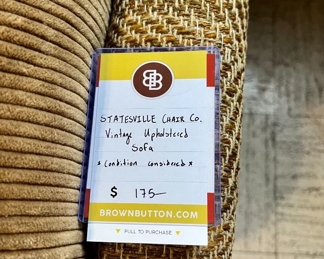 BB
STATESVILLE CHAIR CO.
Vintage Upholstered
Sofa
* Condition considered *
$ 175—
BROWNBUTTON.COM
PULL TO PURCHASE